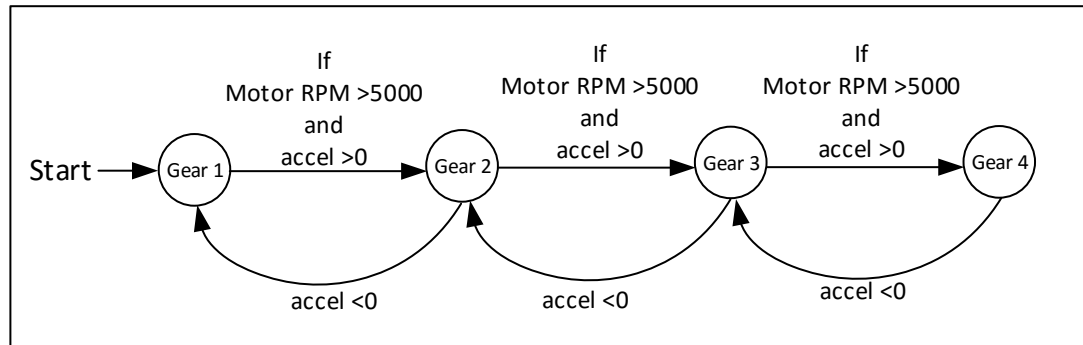 If
Motor RPM >5000
and
accel >0
If
Motor RPM >5000
and
accel >0
If
Motor RPM >5000
and
accel >0
Start
Gear 1
Gear 2
Gear 3
Gear 4
accel <0
accel <0
accel <0